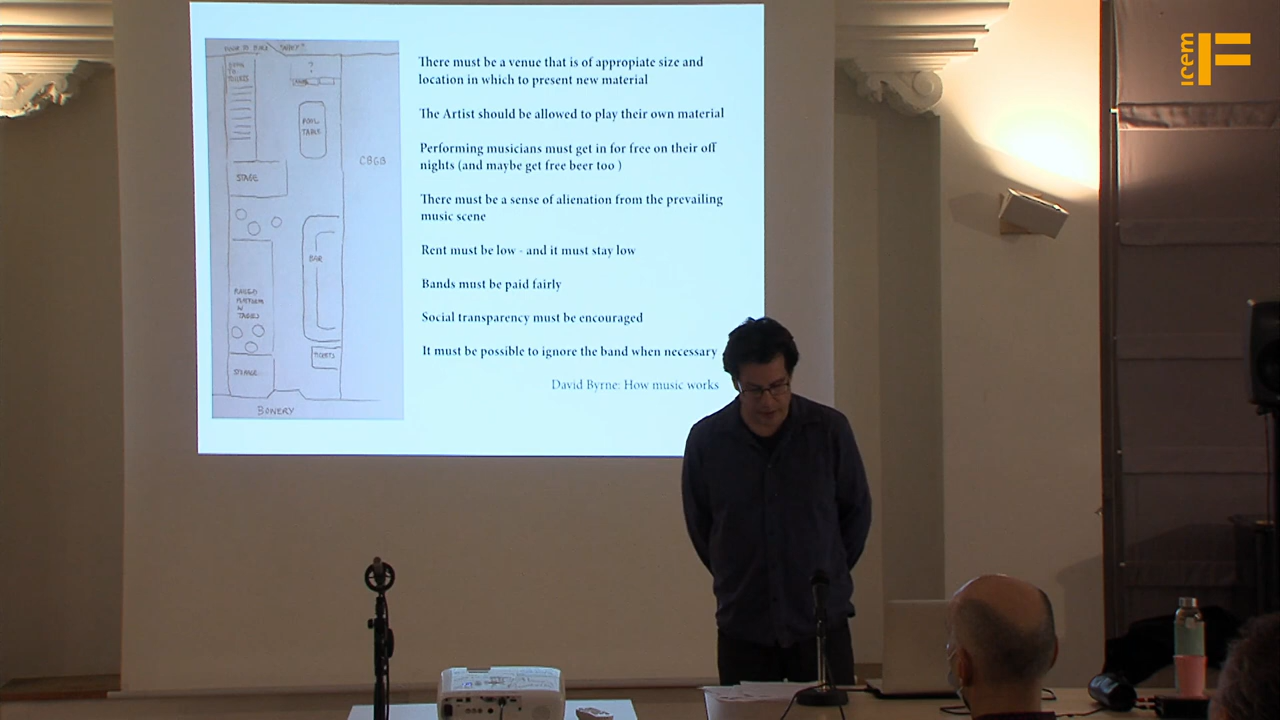 There must be a venue that is of appropiate size and
location in which to present new material
The Artist should be allowed to play their own material
Performing musicians must get in for free on their off
nights (and maybe get free beer too )
There must be a sense of alienation from the prevailing
music scene
Rent must be low - and it must stay low
Bands must be paid fairly
Social transparency must be encouraged
It must be possible to ignore the band when necessary
David Byrne: How music works
?
POOL
TABLE
CBGB
STAGE
BAR
RAISED
PLATFORM
W
TABLES
TICKETS
STORAGE
BOWERY
icem